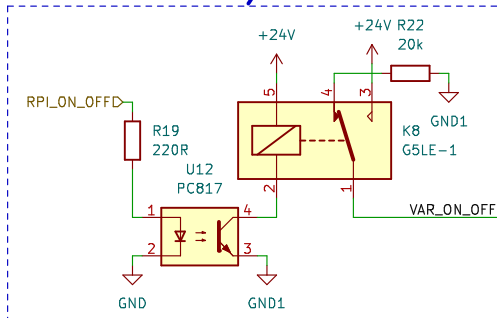 +24V
+24V R22
20k
5
4
3
GND1
RPI_ON_OFF
R19
220R
K8
G5LE-1
U12
PC817
2
1
VAR_ON_OFF
1
4
2
3
GND
GND1